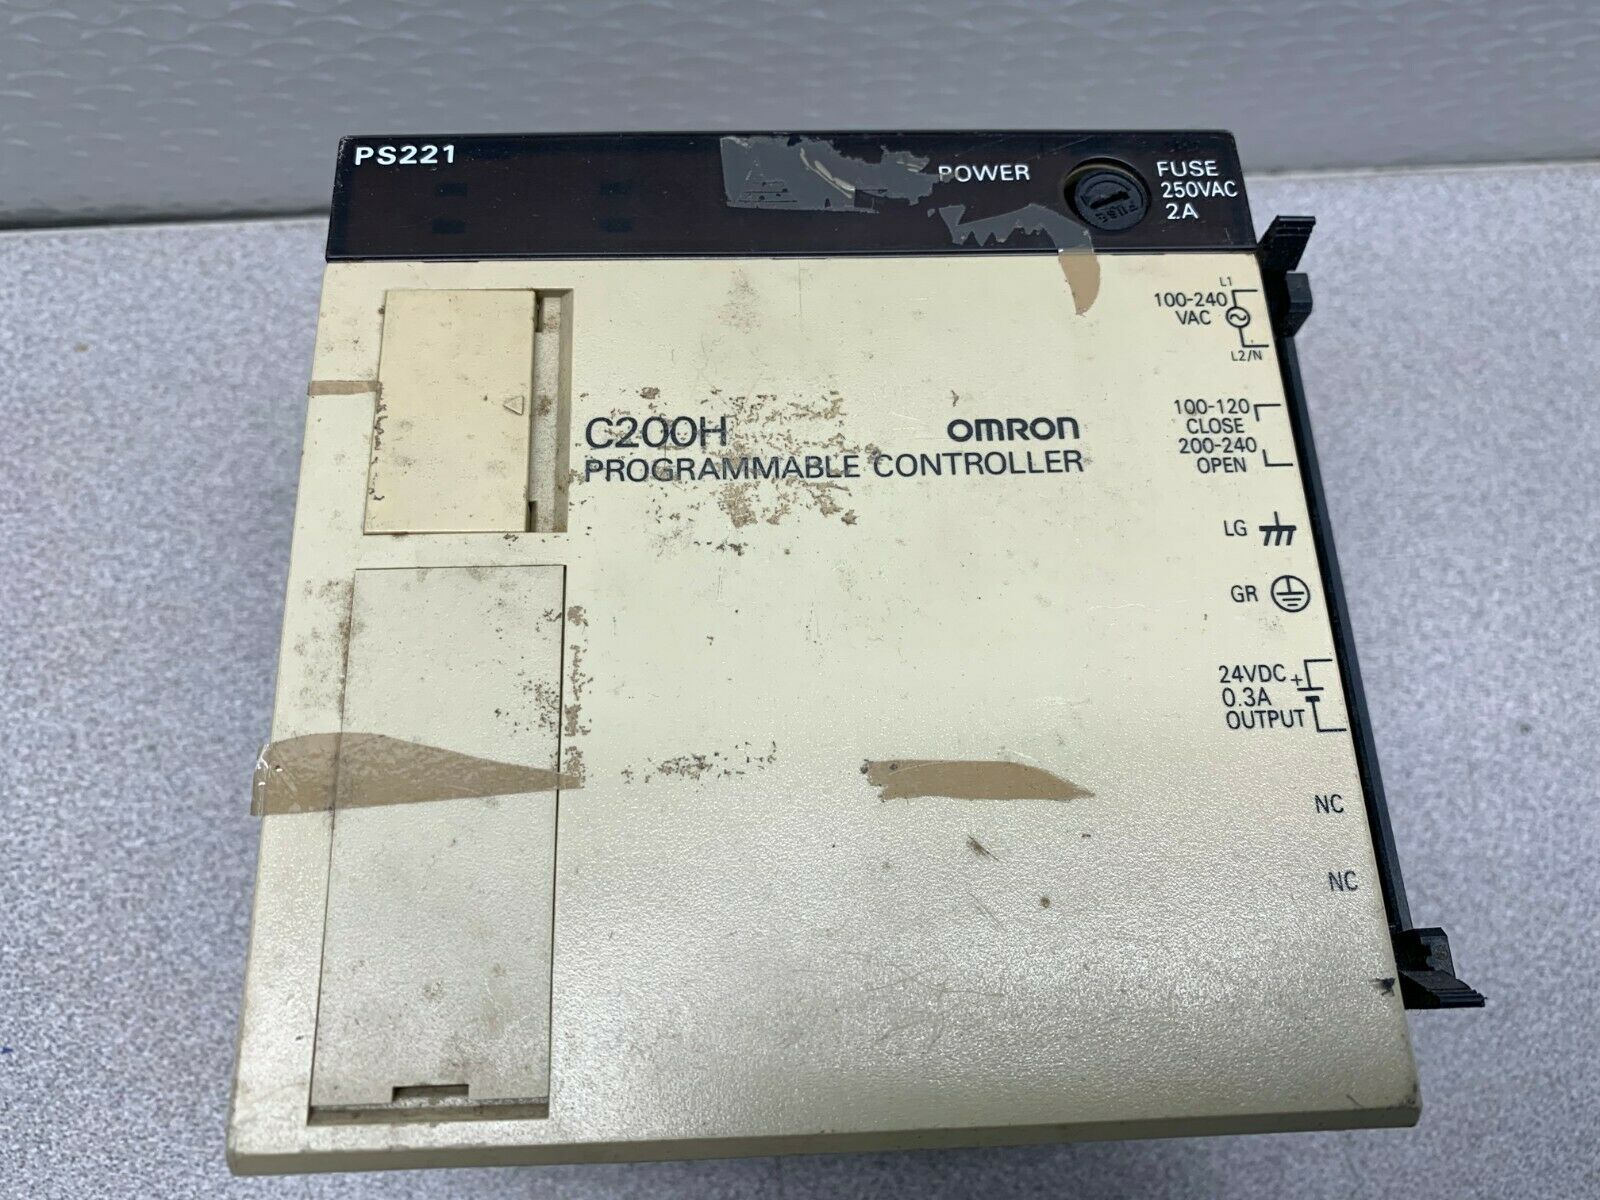 PS221
POWER
FUSE
250VAC
2A
FUSE
L1
100-240
VAC
L2/N
C200H
OMRON
PROGRAMMABLE CONTROLLER
100-120
CLOSE
200-240
OPEN
LG
GR
24VDC +
0.3A
OUTPUT
NC
NC